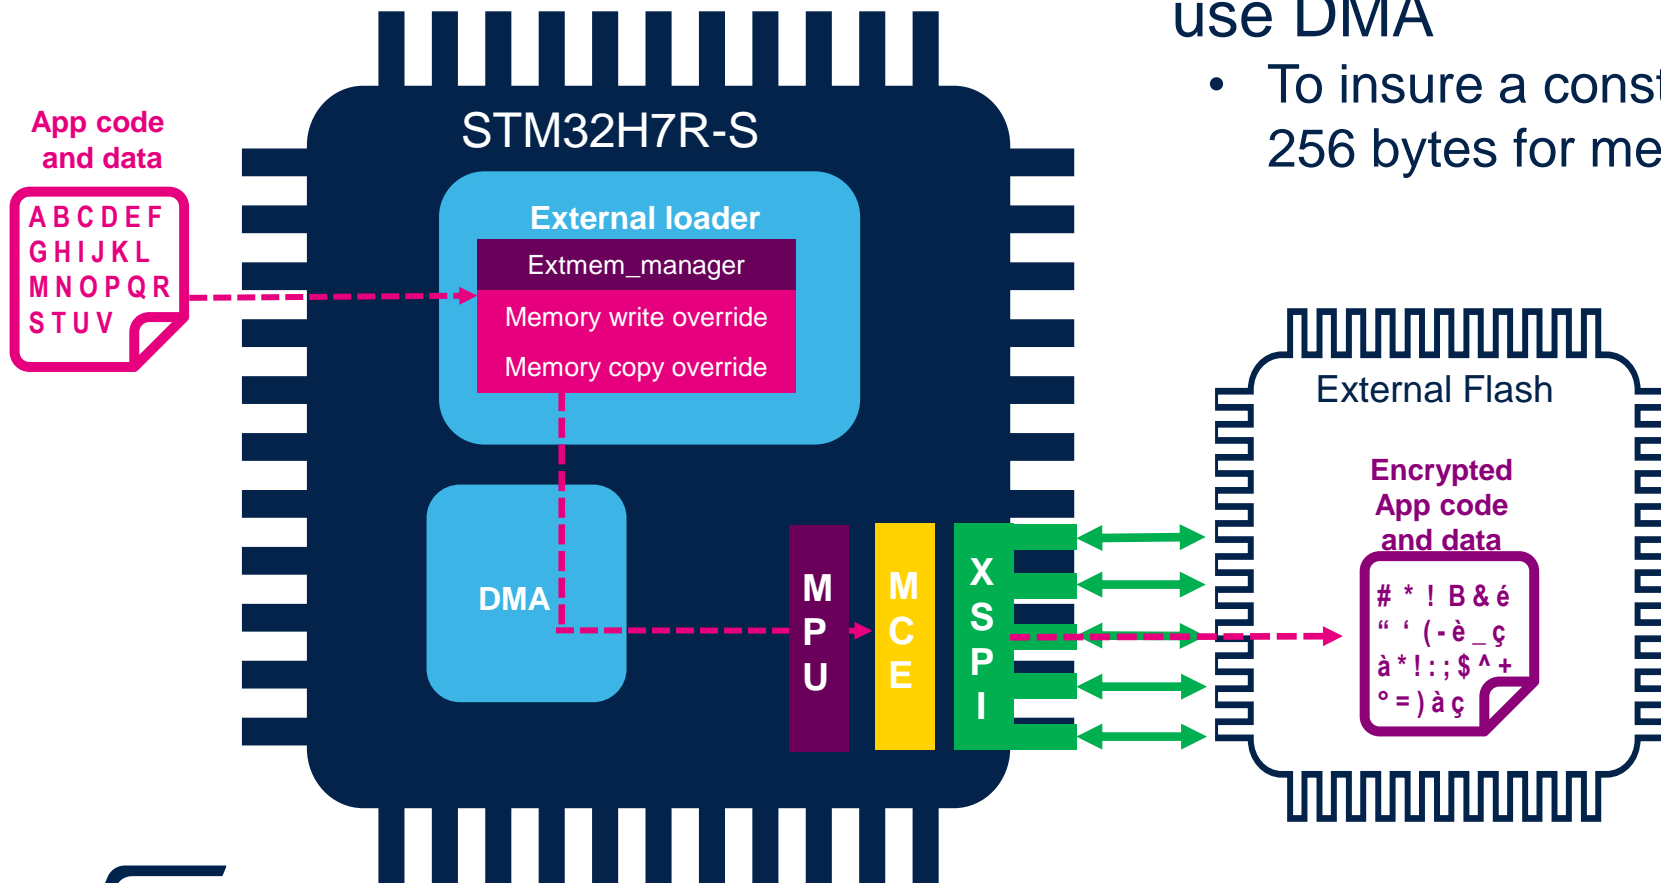 use DMA
• To insure a const
256 bytes for me
App code
and data
A B C D E F
G H I J K L
M N O P Q R
S T U V
STM32H7R-S
External loader
Extmem_manager
Memory write override
Memory copy override
DMA
M
P
U
M
C
E
X
S
P
I
External Flash
Encrypted
App code
and data
# * ! B & é
“ ‘ ( - è _ ç
à * ! : ; $ ^ +
° = ) à ç